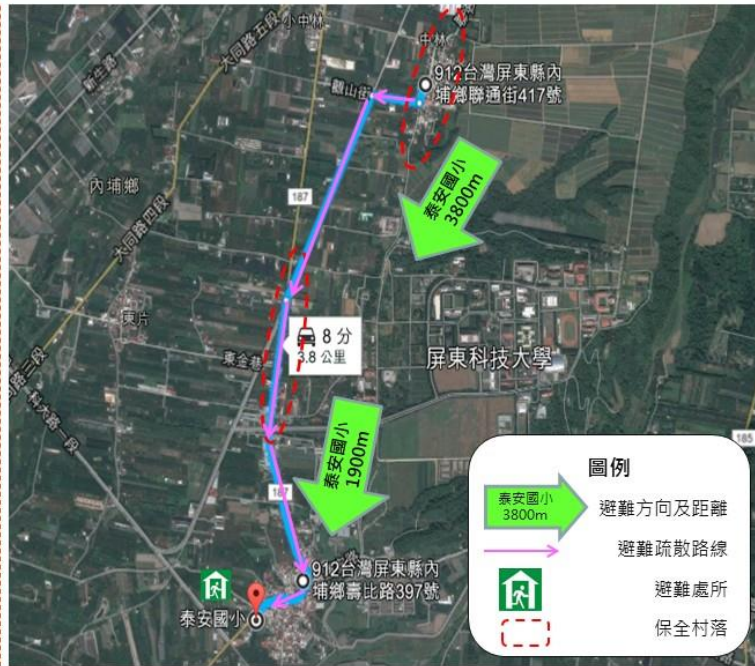 小中林
大同路五段
新生路
中林
912台灣屏東縣內
埔鄉聯通街417號
觀山街
泰安國小
3800m
內埔鄉
187
大同路四段
東片
8 分
3.8 公里
東金巷
屏東科技大學
科大路一段
185
泰安國小
1900m
187
912台灣屏東縣內
埔鄉壽比路397號
泰安國小
圖例
泰安國小
3800m
避難方向及距離
避難疏散路線
避難處所
保全村落